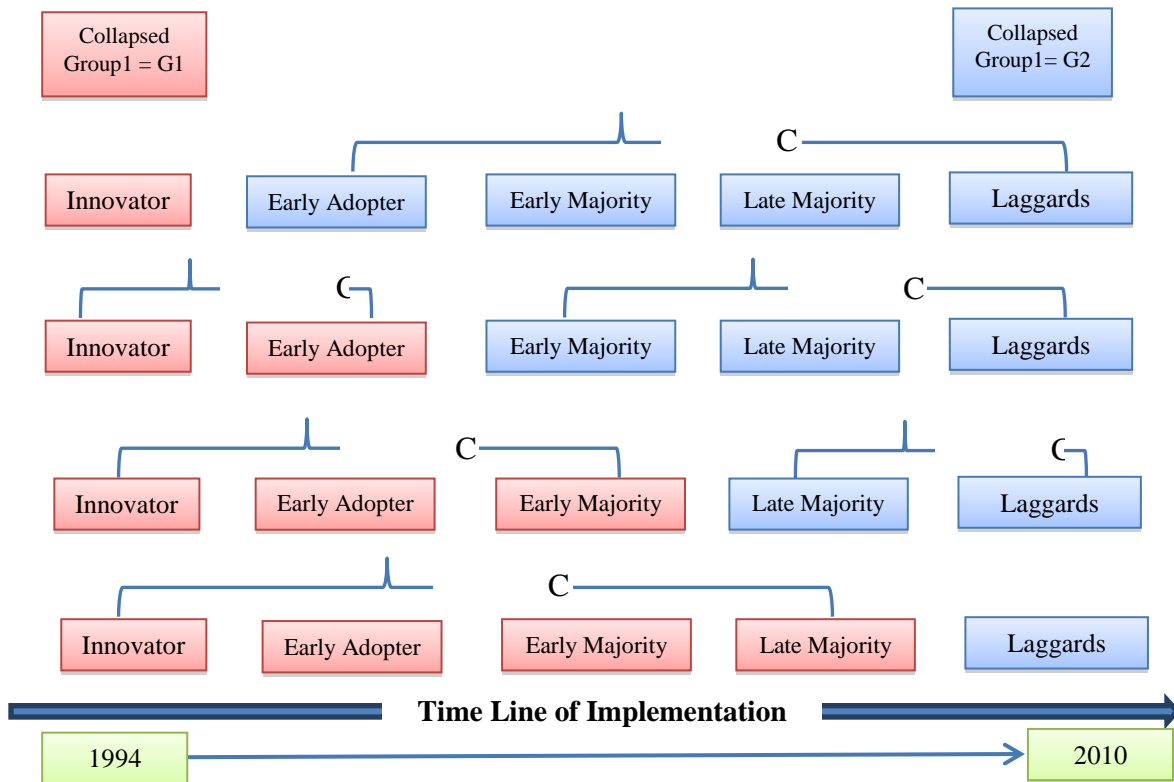 Collapsed
Group1 = G1
Collapsed
Group1= G2
C
Innovator
Early Adopter
Early Majority
Late Majority
Laggards
C
C
Innovator
Early Adopter
Early Majority
Late Majority
Laggards
C
C
Innovator
Early Adopter
Early Majority
Late Majority
Laggards
C
Innovator
Early Adopter
Early Majority
Late Majority
Laggards
Time Line of Implementation
1994
2010